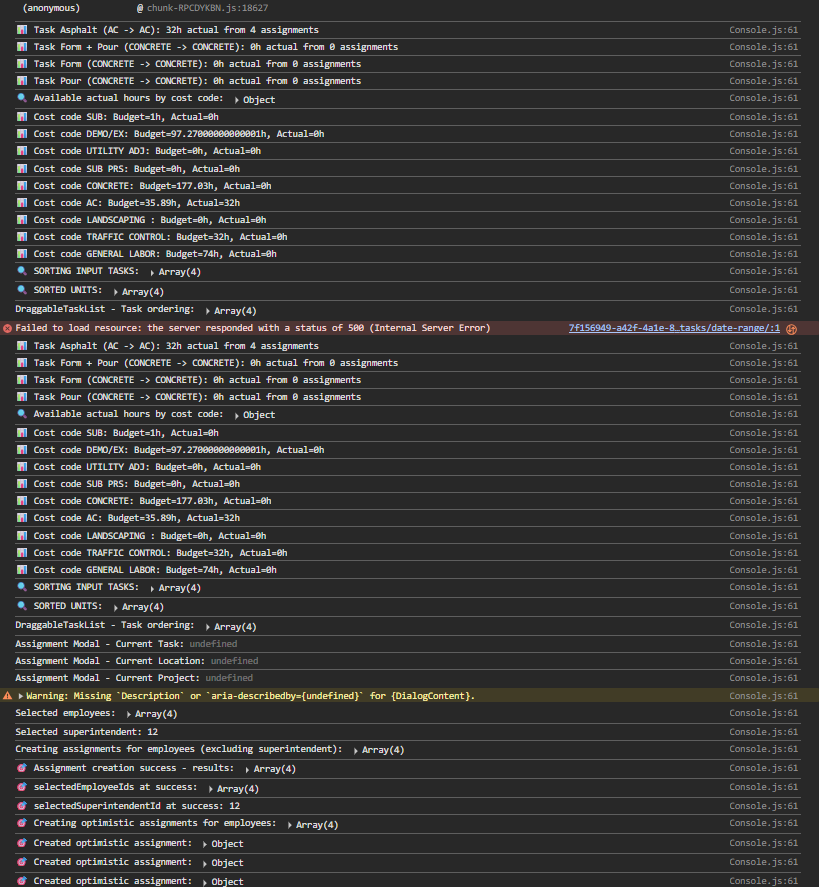 (anonymous) @ chunk-RPCDYKBN.js:18627
Task Asphalt (AC -> AC): 32h actual from 4 assignments Console.js:61
Task Form + Pour (CONCRETE -> CONCRETE): 0h actual from 0 assignments Console.js:61
Task Form (CONCRETE -> CONCRETE): 0h actual from 0 assignments Console.js:61
Task Pour (CONCRETE -> CONCRETE): 0h actual from 0 assignments Console.js:61
Available actual hours by cost code: Object Console.js:61
Cost code SUB: Budget=1h, Actual=0h Console.js:61
Cost code DEMO/EX: Budget=97.27000000000001h, Actual=0h Console.js:61
Cost code UTILITY ADJ: Budget=0h, Actual=0h Console.js:61
Cost code SUB PRS: Budget=0h, Actual=0h Console.js:61
Cost code CONCRETE: Budget=177.03h, Actual=0h Console.js:61
Cost code AC: Budget=35.89h, Actual=32h Console.js:61
Cost code LANDSCAPING : Budget=0h, Actual=0h Console.js:61
Cost code TRAFFIC CONTROL: Budget=32h, Actual=0h Console.js:61
Cost code GENERAL LABOR: Budget=74h, Actual=0h Console.js:61
SORTING INPUT TASKS: Array(4) Console.js:61
SORTED UNITS: Array(4) Console.js:61
DraggableTaskList - Task ordering: Array(4) Console.js:61
Failed to load resource: the server responded with a status of 500 (Internal Server Error) 7f156949-a42f-4a1e-8…tasks/date-range/:1
Task Asphalt (AC -> AC): 32h actual from 4 assignments Console.js:61
Task Form + Pour (CONCRETE -> CONCRETE): 0h actual from 0 assignments Console.js:61
Task Form (CONCRETE -> CONCRETE): 0h actual from 0 assignments Console.js:61
Task Pour (CONCRETE -> CONCRETE): 0h actual from 0 assignments Console.js:61
Available actual hours by cost code: Object Console.js:61
Cost code SUB: Budget=1h, Actual=0h Console.js:61
Cost code DEMO/EX: Budget=97.27000000000001h, Actual=0h Console.js:61
Cost code UTILITY ADJ: Budget=0h, Actual=0h Console.js:61
Cost code SUB PRS: Budget=0h, Actual=0h Console.js:61
Cost code CONCRETE: Budget=177.03h, Actual=0h Console.js:61
Cost code AC: Budget=35.89h, Actual=32h Console.js:61
Cost code LANDSCAPING : Budget=0h, Actual=0h Console.js:61
Cost code TRAFFIC CONTROL: Budget=32h, Actual=0h Console.js:61
Cost code GENERAL LABOR: Budget=74h, Actual=0h Console.js:61
SORTING INPUT TASKS: Array(4) Console.js:61
SORTED UNITS: Array(4) Console.js:61
DraggableTaskList - Task ordering: Array(4) Console.js:61
Assignment Modal - Current Task: undefined Console.js:61
Assignment Modal - Current Location: undefined Console.js:61
Assignment Modal - Current Project: undefined Console.js:61
Warning: Missing `Description` or `aria-describedby={undefined}` for {DialogContent}. Console.js:61
Selected employees: Array(4) Console.js:61
Selected superintendent: 12 Console.js:61
Creating assignments for employees (excluding superintendent): Array(4) Console.js:61
Assignment creation success - results: Array(4) Console.js:61
selectedEmployeeIds at success: Array(4) Console.js:61
selectedSuperintendentId at success: 12 Console.js:61
Creating optimistic assignments for employees: Array(4) Console.js:61
Created optimistic assignment: Object Console.js:61
Created optimistic assignment: Object Console.js:61
Created optimistic assignment: Object Console.js:61